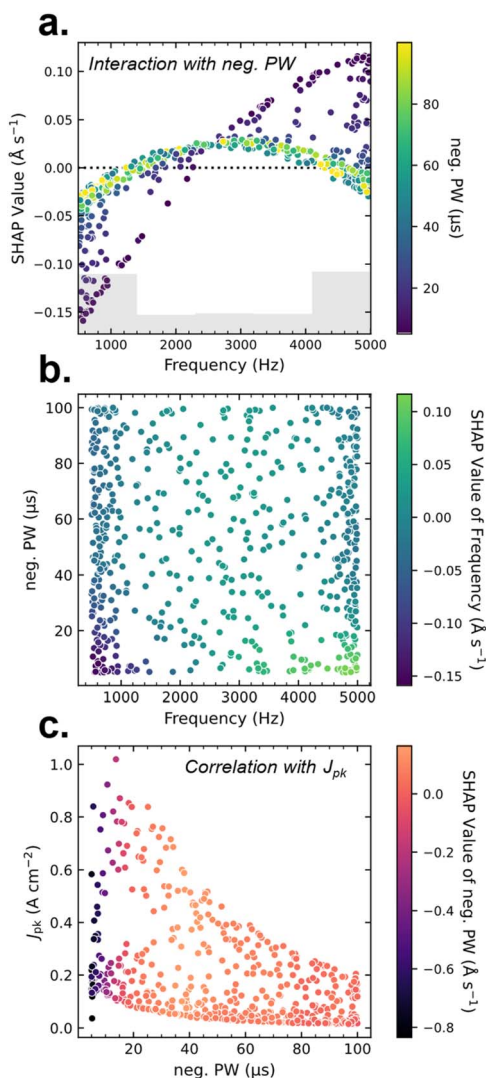 a.
Interaction with neg. PW
0.10
0.05
0.00
−0.05
−0.10
−0.15
SHAP Value (Å s⁻¹)
1000 2000 3000 4000 5000
Frequency (Hz)
80
60
40
20
neg. PW (μs)
b.
100
80
60
40
20
neg. PW (μs)
1000 2000 3000 4000 5000
Frequency (Hz)
0.10
0.05
0.00
−0.05
−0.10
−0.15
SHAP Value of Frequency (Å s⁻¹)
c.
Correlation with Jpk
1.0
0.8
0.6
0.4
0.2
0.0
Jpk (A cm⁻²)
20 40 60 80 100
neg. PW (μs)
0.0
−0.2
−0.4
−0.6
−0.8
SHAP Value of neg. PW (Å s⁻¹)